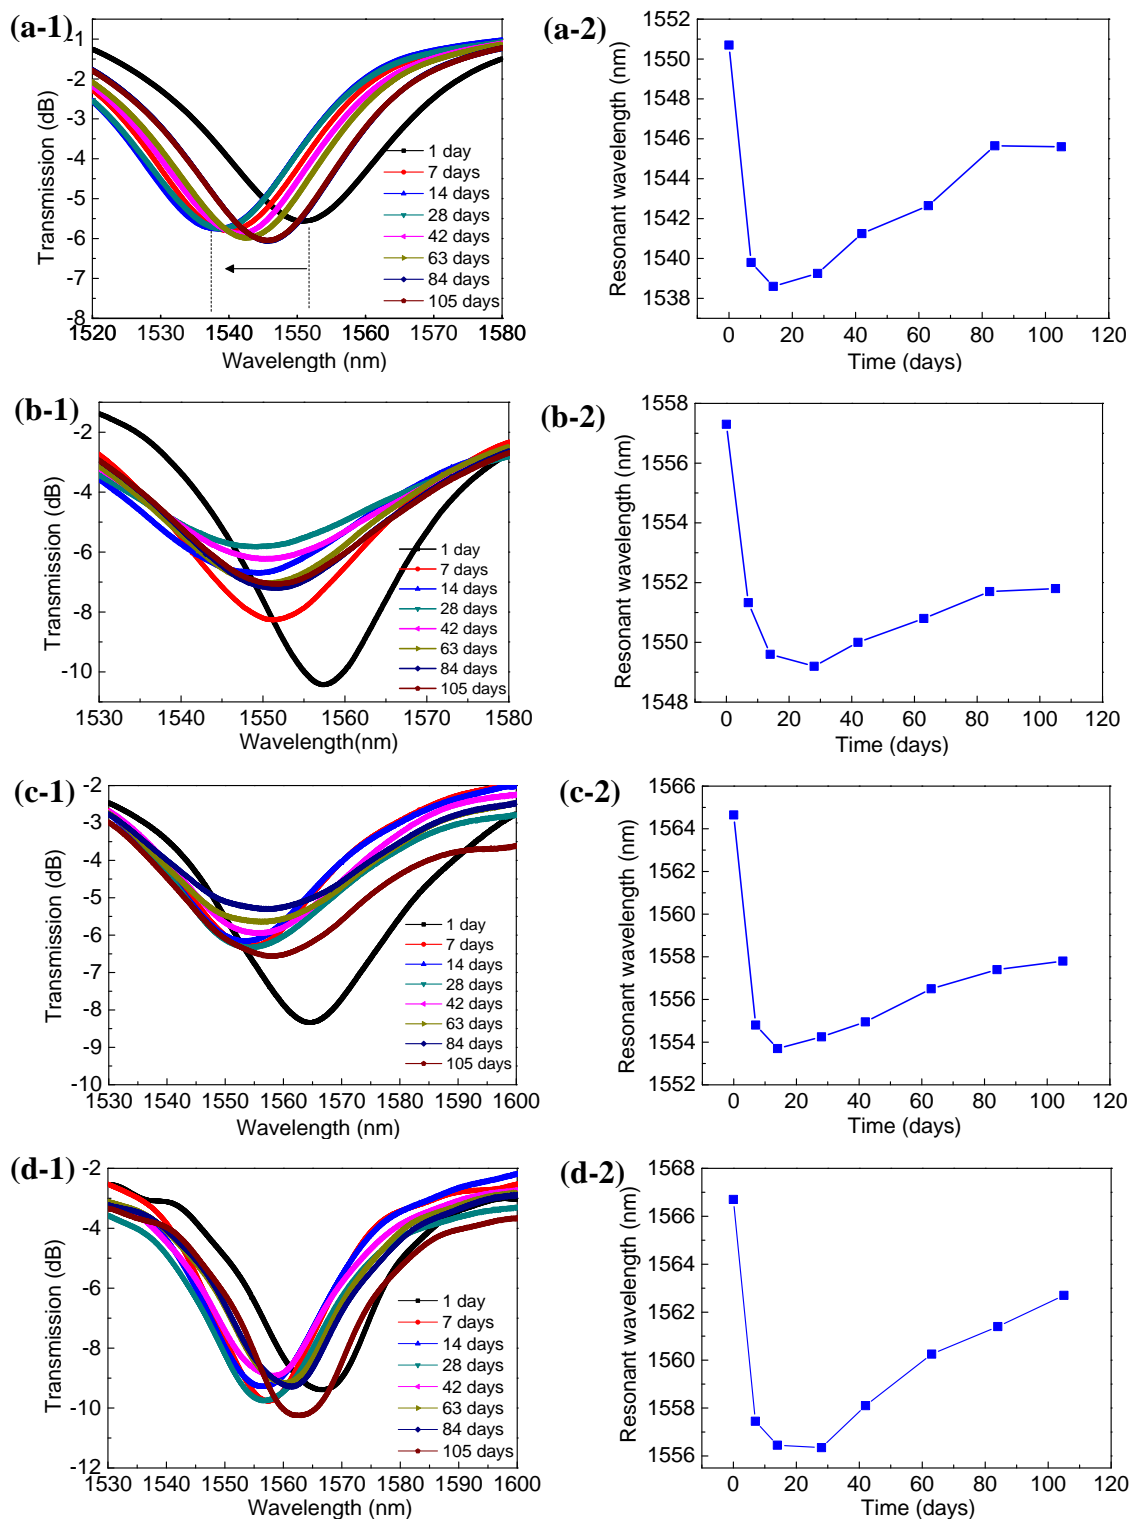 (a-1)
-1
-2
-3
-4
-5
-6
-7
-8
1520 1530 1540 1550 1560 1570 1580
Transmission (dB)
Wavelength (nm)
1 day
7 days
14 days
28 days
42 days
63 days
84 days
105 days
(a-2)
1552
1550
1548
1546
1544
1542
1540
1538
0 20 40 60 80 100 120
Resonant wavelength (nm)
Time (days)
(b-1)
-2
-4
-6
-8
-10
1530 1540 1550 1560 1570 1580
Transmission (dB)
Wavelength(nm)
1 day
7 days
14 days
28 days
42 days
63 days
84 days
105 days
(b-2)
1558
1556
1554
1552
1550
1548
0 20 40 60 80 100 120
Resonant wavelength (nm)
Time (days)
(c-1)
-2
-3
-4
-5
-6
-7
-8
-9
-10
1530 1540 1550 1560 1570 1580 1590 1600
Transmission (dB)
Wavelength (nm)
1 day
7 days
14 days
28 days
42 days
63 days
84 days
105 days
(c-2)
1566
1564
1562
1560
1558
1556
1554
1552
0 20 40 60 80 100 120
Resonant wavelength (nm)
Time (days)
(d-1)
-2
-4
-6
-8
-10
-12
1530 1540 1550 1560 1570 1580 1590 1600
Transmission (dB)
Wavelength (nm)
1 day
7 days
14 days
28 days
42 days
63 days
84 days
105 days
(d-2)
1568
1566
1564
1562
1560
1558
1556
0 20 40 60 80 100 120
Resonant wavelength (nm)
Time (days)